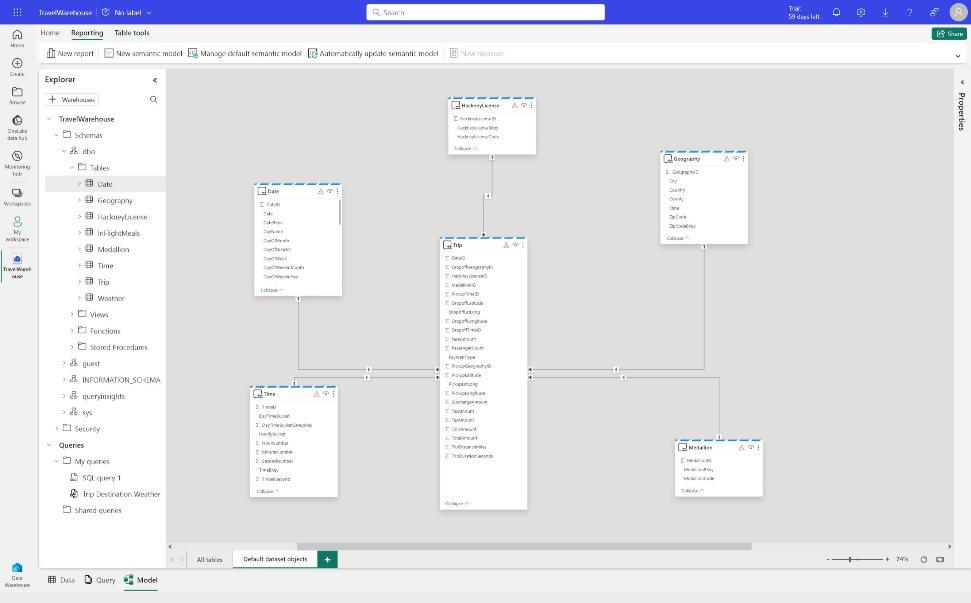 TravelWarehouse
No label
Search
Trial:
59 days left
Home
Reporting
Table tools
Share
New report
New semantic model
Manage default semantic model
Automatically update semantic model
New measure
Home
Create
Browse
OneLake
data hub
Monitoring
hub
Workspaces
My
workspace
TravelWareh
ouse
Data
Warehouse
Explorer
Warehouses
TravelWarehouse
Schemas
dbo
Tables
Date
Geography
HackneyLicense
InFlightMeals
Medallion
Time
Trip
Weather
Views
Functions
Stored Procedures
guest
INFORMATION_SCHEMA
queryinsights
sys
Security
Queries
My queries
SQL query 1
Trip Destination Weather
Shared queries
HackneyLicense
HackneyLicenseID
HackneyLicenseBKey
HackneyLicenseCode
Collapse
Geography
GeographyID
City
Country
County
State
ZipCode
ZipCodeBKey
Collapse
Date
DateID
Date
DateBKey
DayName
DayOfMonth
DayOfQuarter
DayOfWeek
DayOfWeekInMonth
DayOfWeekInYear
Collapse
Trip
DateID
DropoffGeographyID
HackneyLicenseID
MedallionID
PickupTimeID
DropoffLatitude
DropoffLatLong
DropoffLongitude
DropoffTimeID
FareAmount
PassengerCount
PaymentType
PickupGeographyID
PickupLatitude
PickupLatLong
PickupLongitude
SurchargeAmount
TaxAmount
TipAmount
TollsAmount
TotalAmount
TripDistanceMiles
TripDurationSeconds
Collapse
Time
TimeID
DayTimeBucket
DayTimeBucketGroupKey
HourlyBucket
HourNumber
MinuteNumber
SecondNumber
TimeBKey
TimeInSecond
Collapse
Medallion
MedallionID
MedallionBKey
MedallionCode
Collapse
Properties
All tables
Default dataset objects
74%
Data
Query
Model